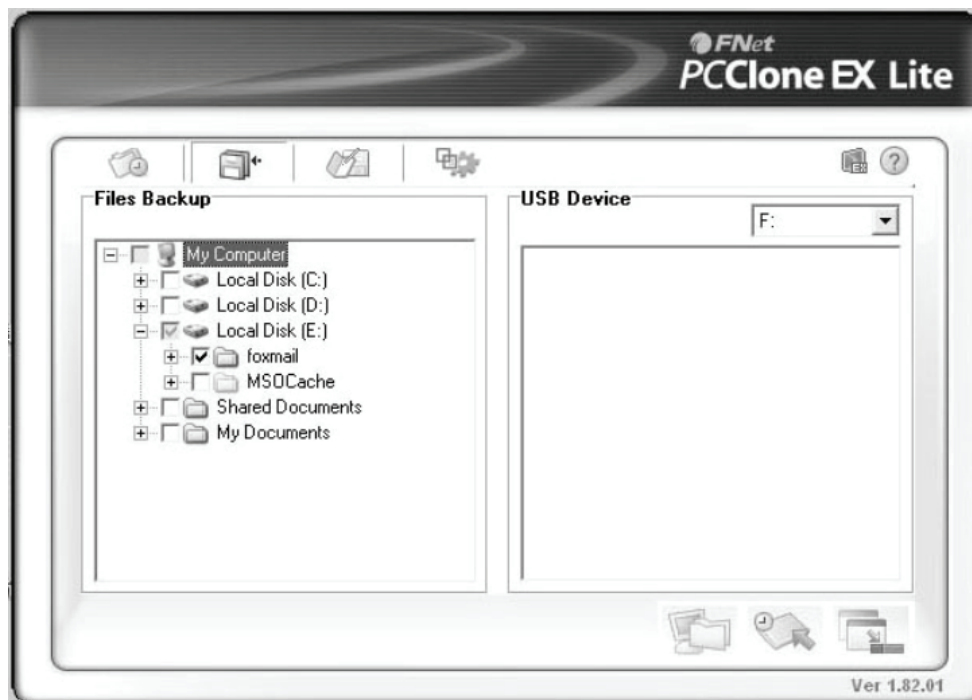 FNet
PCClone EX Lite
EX
?
Files Backup
USB Device
F:
My Computer
Local Disk (C:)
Local Disk (D:)
Local Disk (E:)
foxmail
MSOCache
Shared Documents
My Documents
Ver 1.82.01